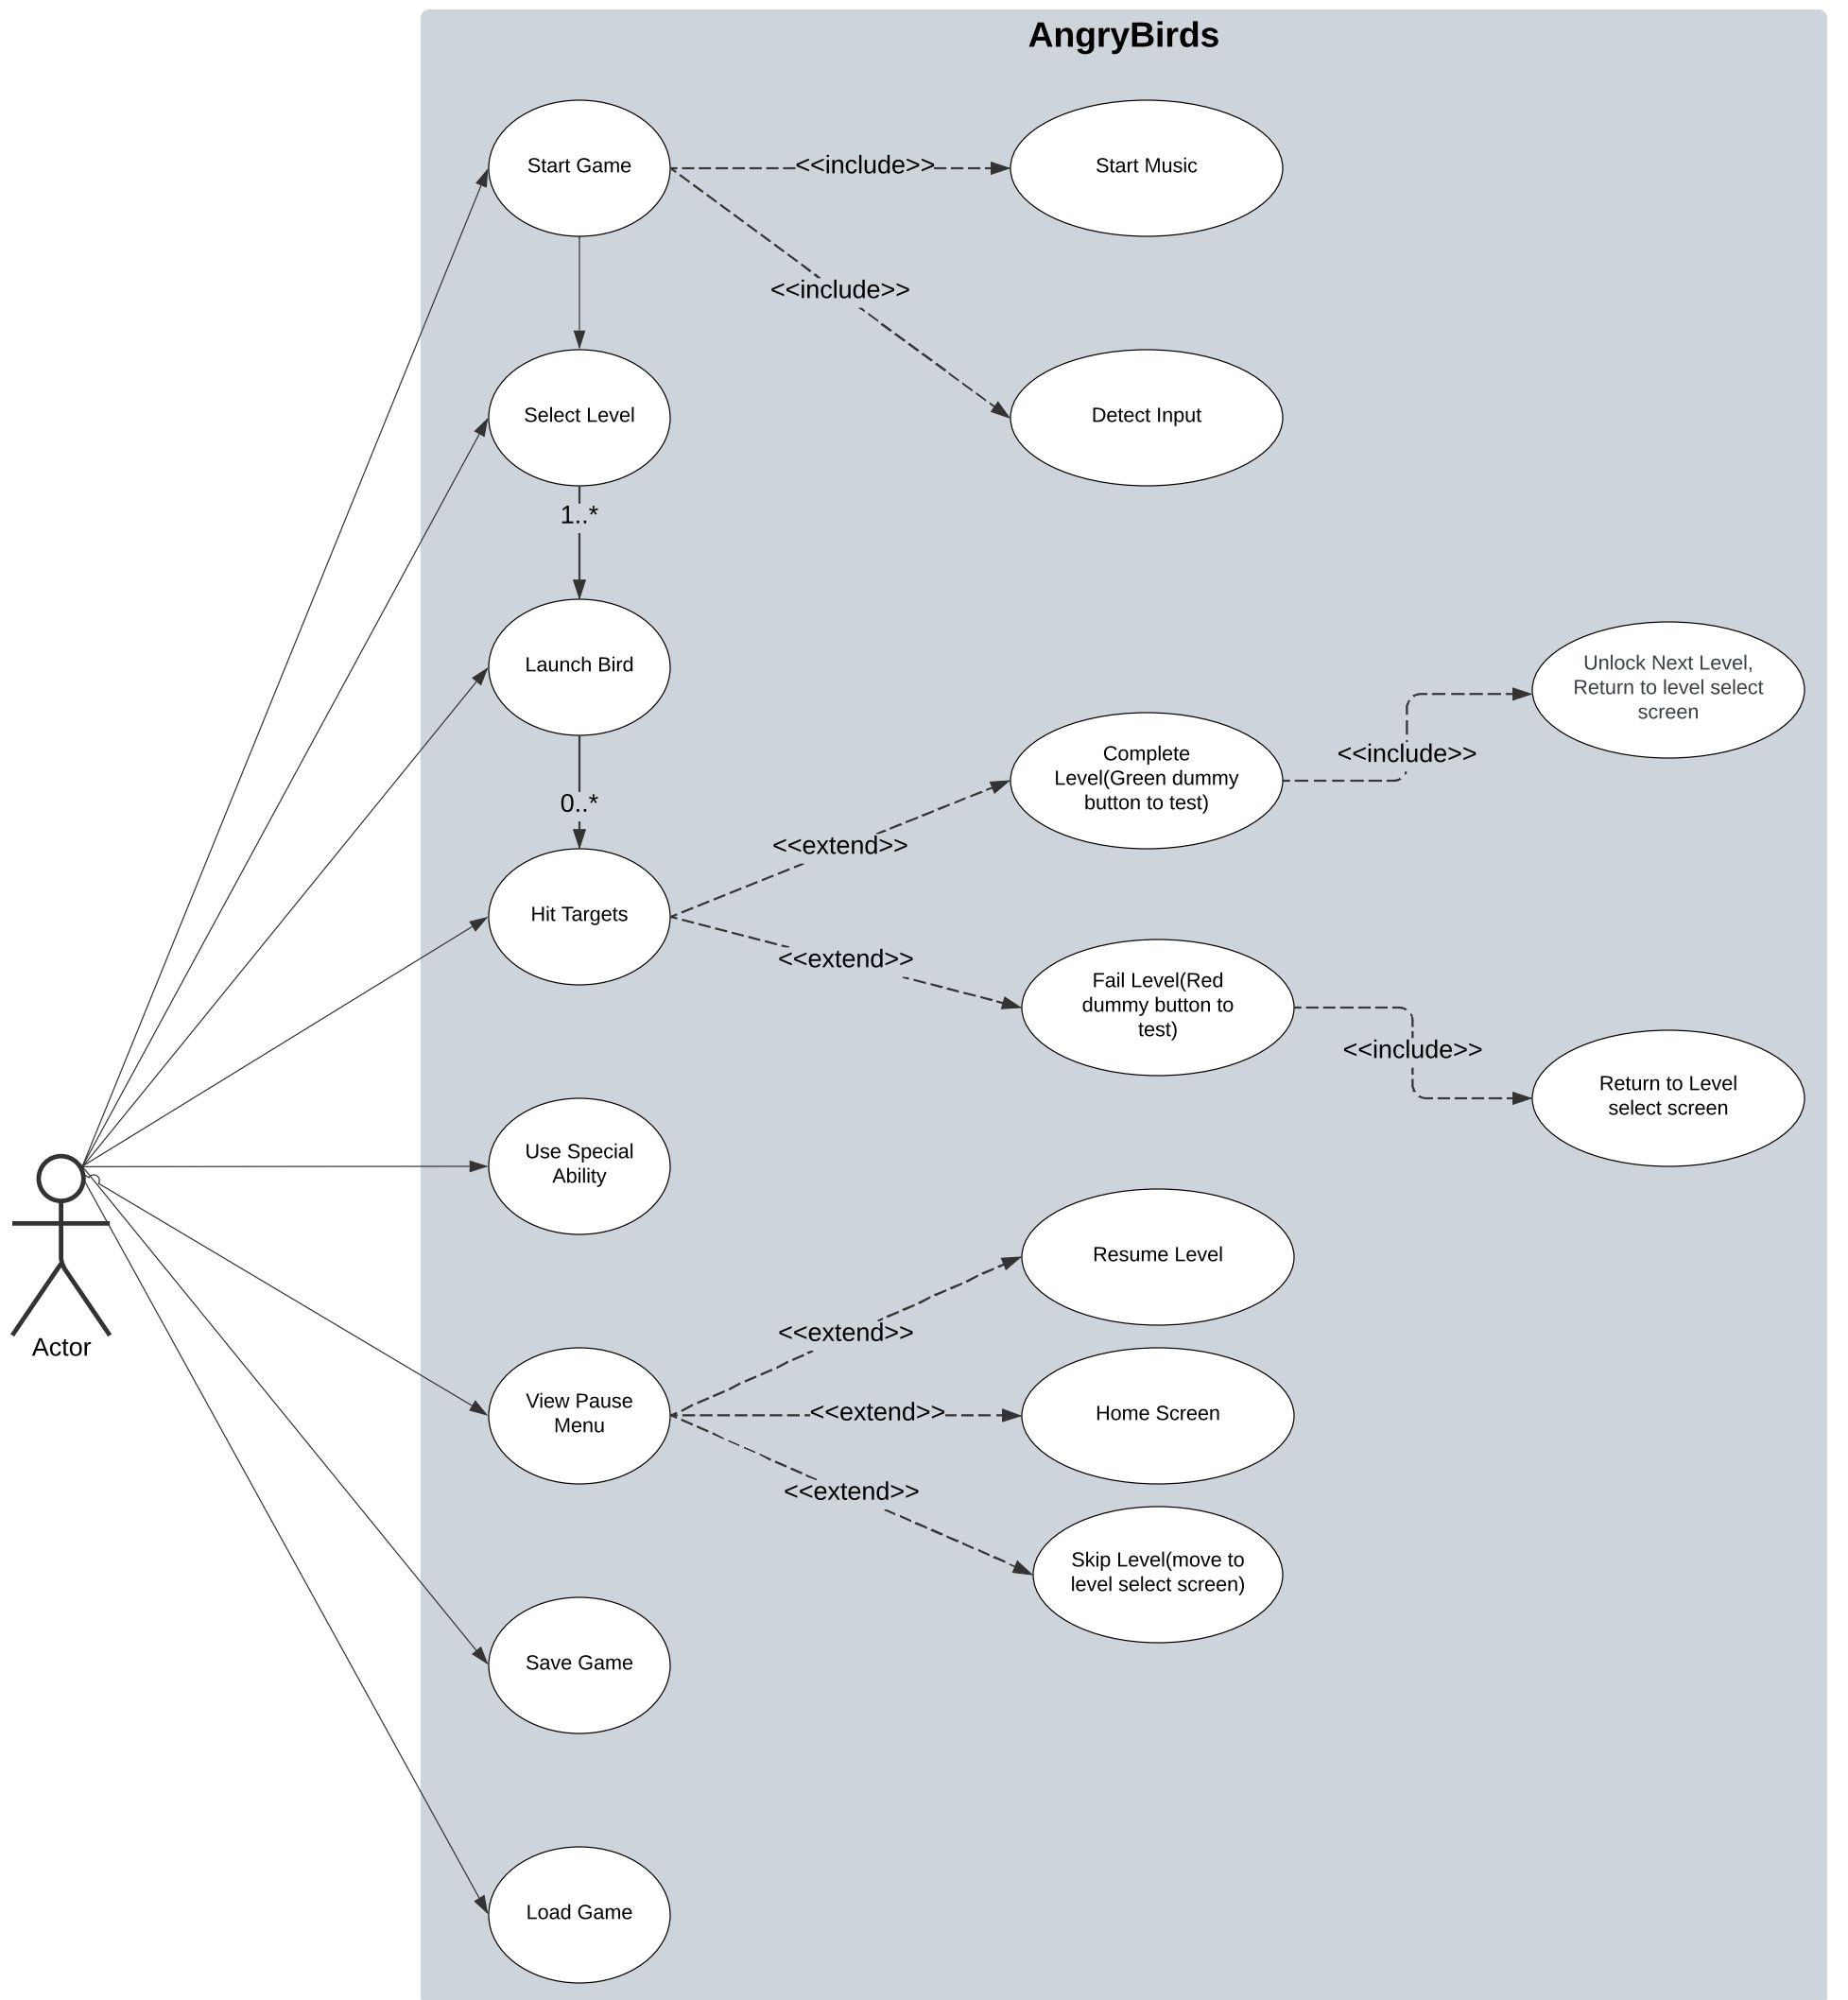 AngryBirds
Start Game
<<include>>
Start Music
<<include>>
Select Level
Detect Input
1..*
Launch Bird
Unlock Next Level,
Return to level select
screen
<<include>>
Complete
Level(Green dummy
button to test)
0..*
<<extend>>
Hit Targets
<<extend>>
Fail Level(Red
dummy button to
test)
<<include>>
Return to Level
select screen
Use Special
Ability
Actor
Resume Level
<<extend>>
View Pause
Menu
<<extend>>
Home Screen
<<extend>>
Skip Level(move to
level select screen)
Save Game
Load Game